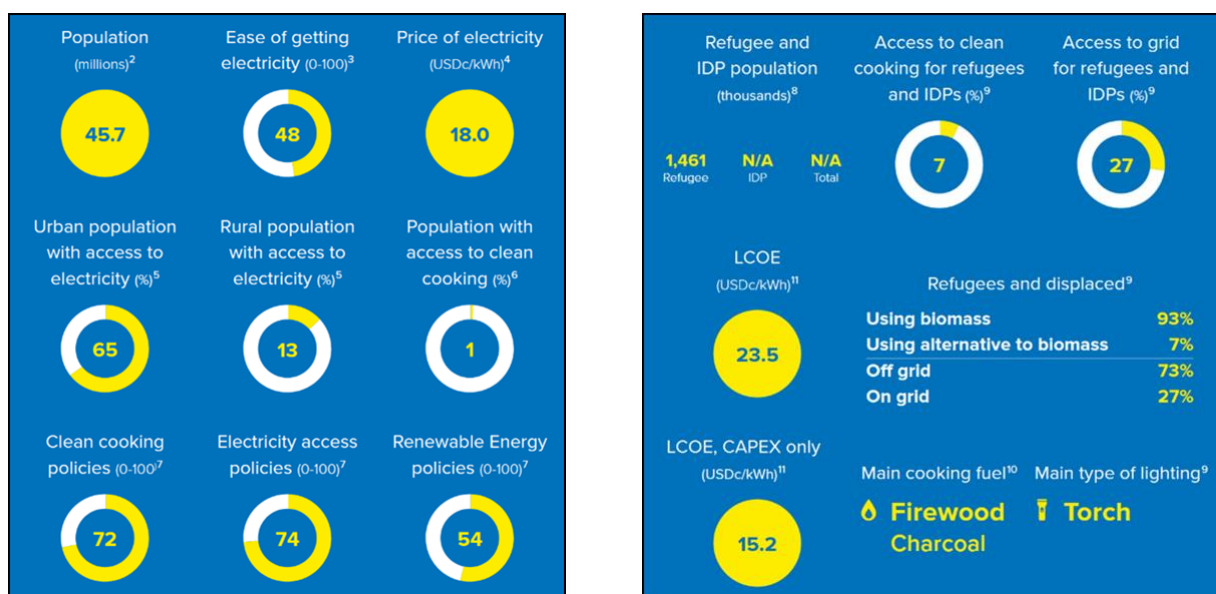 Population
(millions)²
45.7
Ease of getting
electricity (0-100)³
48
Price of electricity
(USDc/kWh)⁴
18.0
Urban population
with access to
electricity (%)⁵
65
Rural population
with access to
electricity (%)⁵
13
Population with
access to clean
cooking (%)⁶
1
Clean cooking
policies (0-100)⁷
72
Electricity access
policies (0-100)⁷
74
Renewable Energy
policies (0-100)⁷
54
Refugee and
IDP population
(thousands)⁸
1,461
Refugee
N/A
IDP
N/A
Total
Access to clean
cooking for refugees
and IDPs (%)⁹
7
Access to grid
for refugees and
IDPs (%)⁹
27
LCOE
(USDc/kWh)¹¹
23.5
Refugees and displaced⁹
Using biomass 93%
Using alternative to biomass 7%
Off grid 73%
On grid 27%
LCOE, CAPEX only
(USDc/kWh)¹¹
15.2
Main cooking fuel¹⁰
Firewood
Charcoal
Main type of lighting⁹
Torch